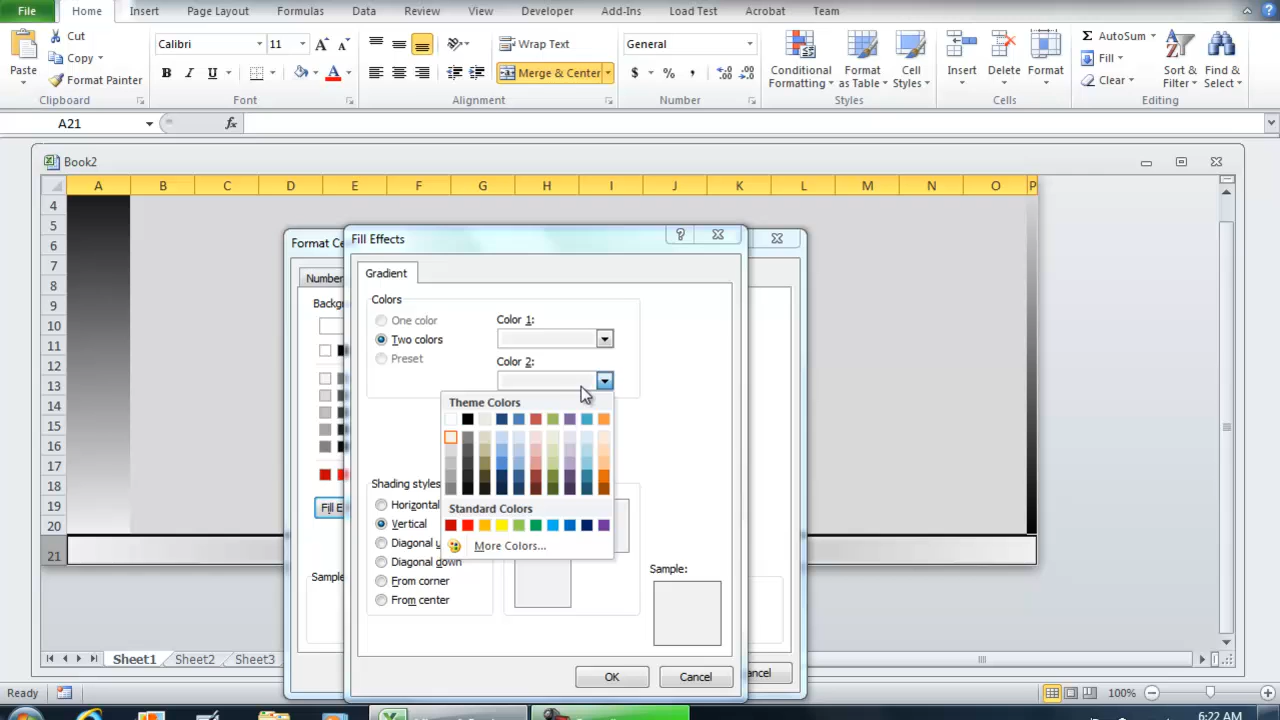 File Home Insert Page Layout Formulas Data Review View Developer Add-Ins Load Test Acrobat Team
Paste
Cut
Copy
Format Painter
Clipboard
Calibri 11
B I U A
Font
Wrap Text
Merge & Center
Alignment
General
$ % ,
Number
Conditional Formatting
Format as Table
Cell Styles
Styles
Insert
Delete
Format
Cells
Σ AutoSum
Fill
Clear
Sort & Filter
Find & Select
Editing
A21 fx
Book2
A B C D E F G H I J K L M N O P
4
5
6
7
8
9
10
11
12
13
14
15
16
17
18
19
20
21
Format Ce
Number
Backgr
Fill E
Sample
ancel
Fill Effects
Gradient
Colors
One color
Two colors
Preset
Color 1:
Color 2:
Theme Colors
Standard Colors
More Colors...
Shading styles
Horizontal
Vertical
Diagonal u
Diagonal down
From corner
From center
Sample:
OK Cancel
Sheet1 Sheet2 Sheet3
Ready 100%
6:22 AM